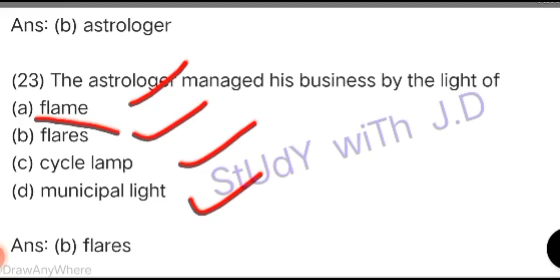 Ans: (b) astrologer
(23) The astrologer managed his business by the light of
(a) flame
(b) flares
(c) cycle lamp
(d) municipal light
StUdY wiTh J.D
Ans: (b) flares
DrawAnyWhere